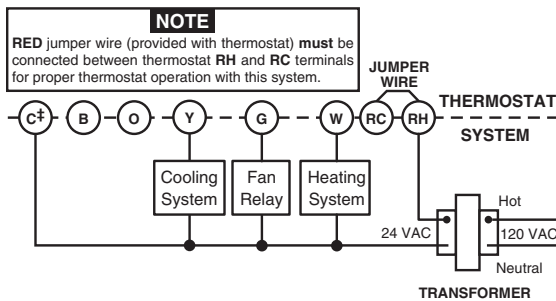 NOTE
RED jumper wire (provided with thermostat) must be
connected between thermostat RH and RC terminals
for proper thermostat operation with this system.
JUMPER
WIRE
C‡ B O Y G W RC RH
THERMOSTAT
SYSTEM
Cooling
System
Fan
Relay
Heating
System
Hot
24 VAC
120 VAC
Neutral
TRANSFORMER